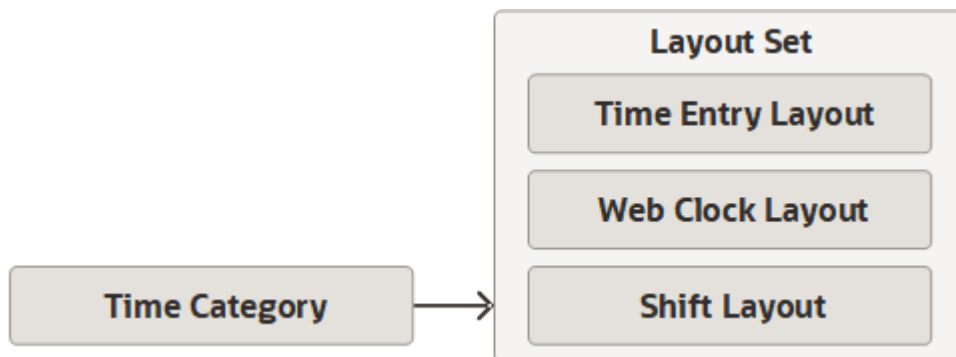 Layout Set
Time Entry Layout
Web Clock Layout
Time Category
Shift Layout